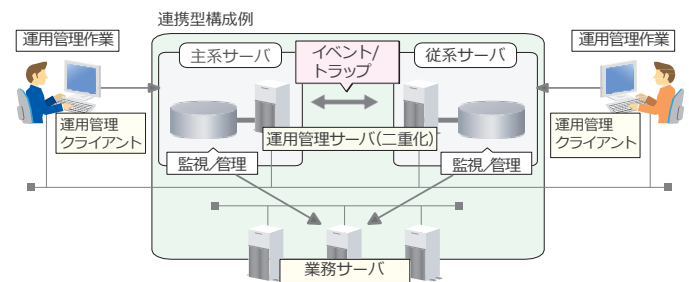 連携型構成例
運用管理作業
主系サーバ
イベント/
トラップ
従系サーバ
運用管理作業
運用管理
クライアント
運用管理サーバ(二重化)
運用管理
クライアント
監視/管理
監視/管理
業務サーバ